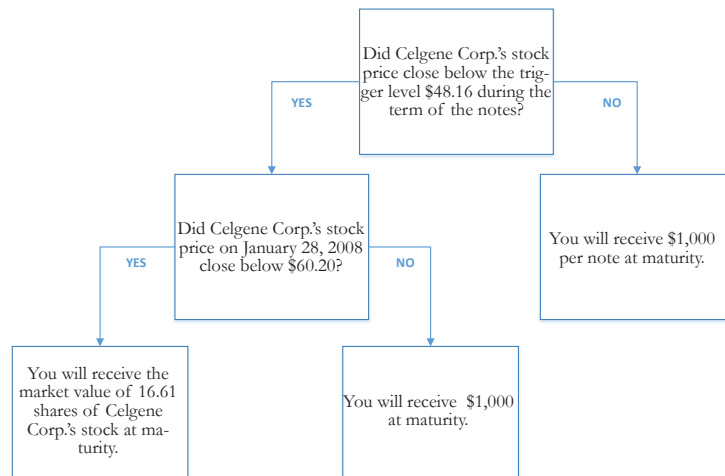 Did Celgene Corp.'s stock
price close below the trig-
ger level $48.16 during the
term of the notes?
YES
NO
Did Celgene Corp.'s stock
price on January 28, 2008
close below $60.20?
You will receive $1,000
per note at maturity.
YES
NO
You will receive the
market value of 16.61
shares of Celgene
Corp.'s stock at ma-
turity.
You will receive $1,000
at maturity.